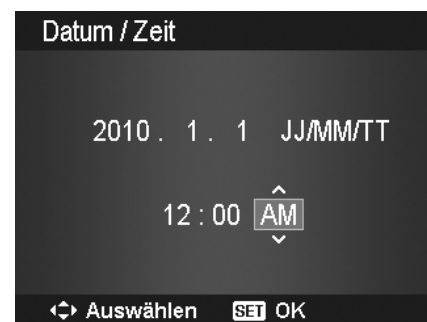 Datum / Zeit
2010 . 1 . 1 JJ/MM/TT
12 : 00 AM
Auswählen SET OK